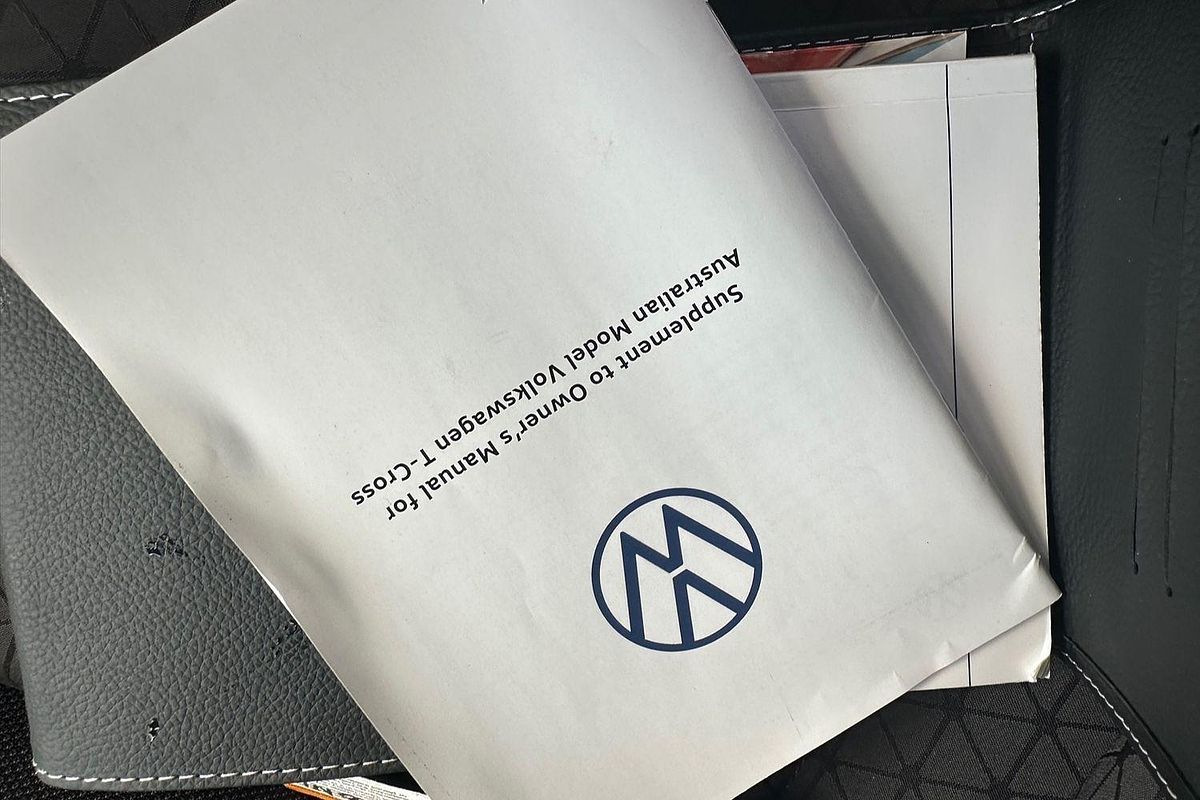 Supplement to Owner's Manual for
Australian Model Volkswagen T-Cross